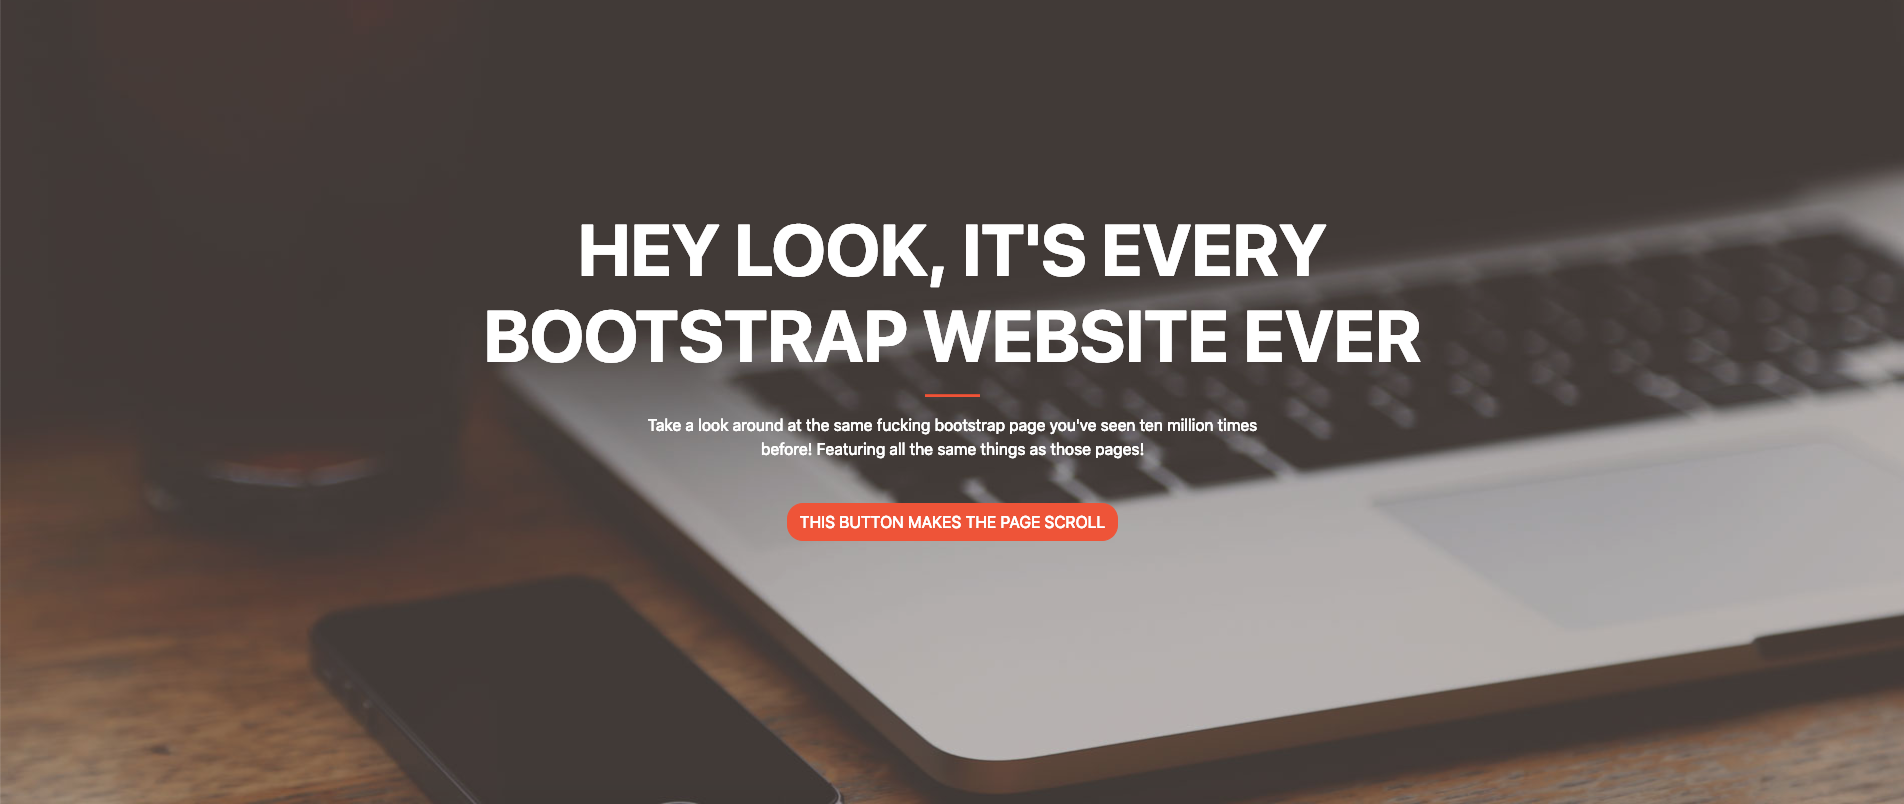 HEY LOOK, IT'S EVERY
BOOTSTRAP WEBSITE EVER
Take a look around at the same fucking bootstrap page you've seen ten million times
before! Featuring all the same things as those pages!
THIS BUTTON MAKES THE PAGE SCROLL